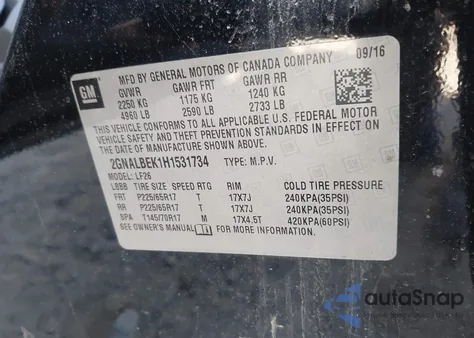 GM
MFD BY GENERAL MOTORS OF CANADA COMPANY 09/16
GVWR GAWR FRT GAWR RR
2250 KG 1175 KG 1240 KG
4960 LB 2590 LB 2733 LB
THIS VEHICLE CONFORMS TO ALL APPLICABLE U.S. FEDERAL MOTOR
VEHICLE SAFETY, BUMPER, AND THEFT PREVENTION STANDARDS IN
EFFECT ON THE DATE OF MANUFACTURE SHOWN ABOVE.
2GNALBEK1H1531734 TYPE: M.P.V.
MODEL: LF26
TIRE SIZE SPEED RTG RIM COLD TIRE PRESSURE
FRT P225/65R17 T 17X7J 240KPA(35PSI)
RR P225/65R17 T 17X7J 240KPA(35PSI)
SPA T145/70R17 M 17X4.5T 420KPA(60PSI)
SEE OWNER'S MANUAL FOR MORE INFORMATION.
autoSnap